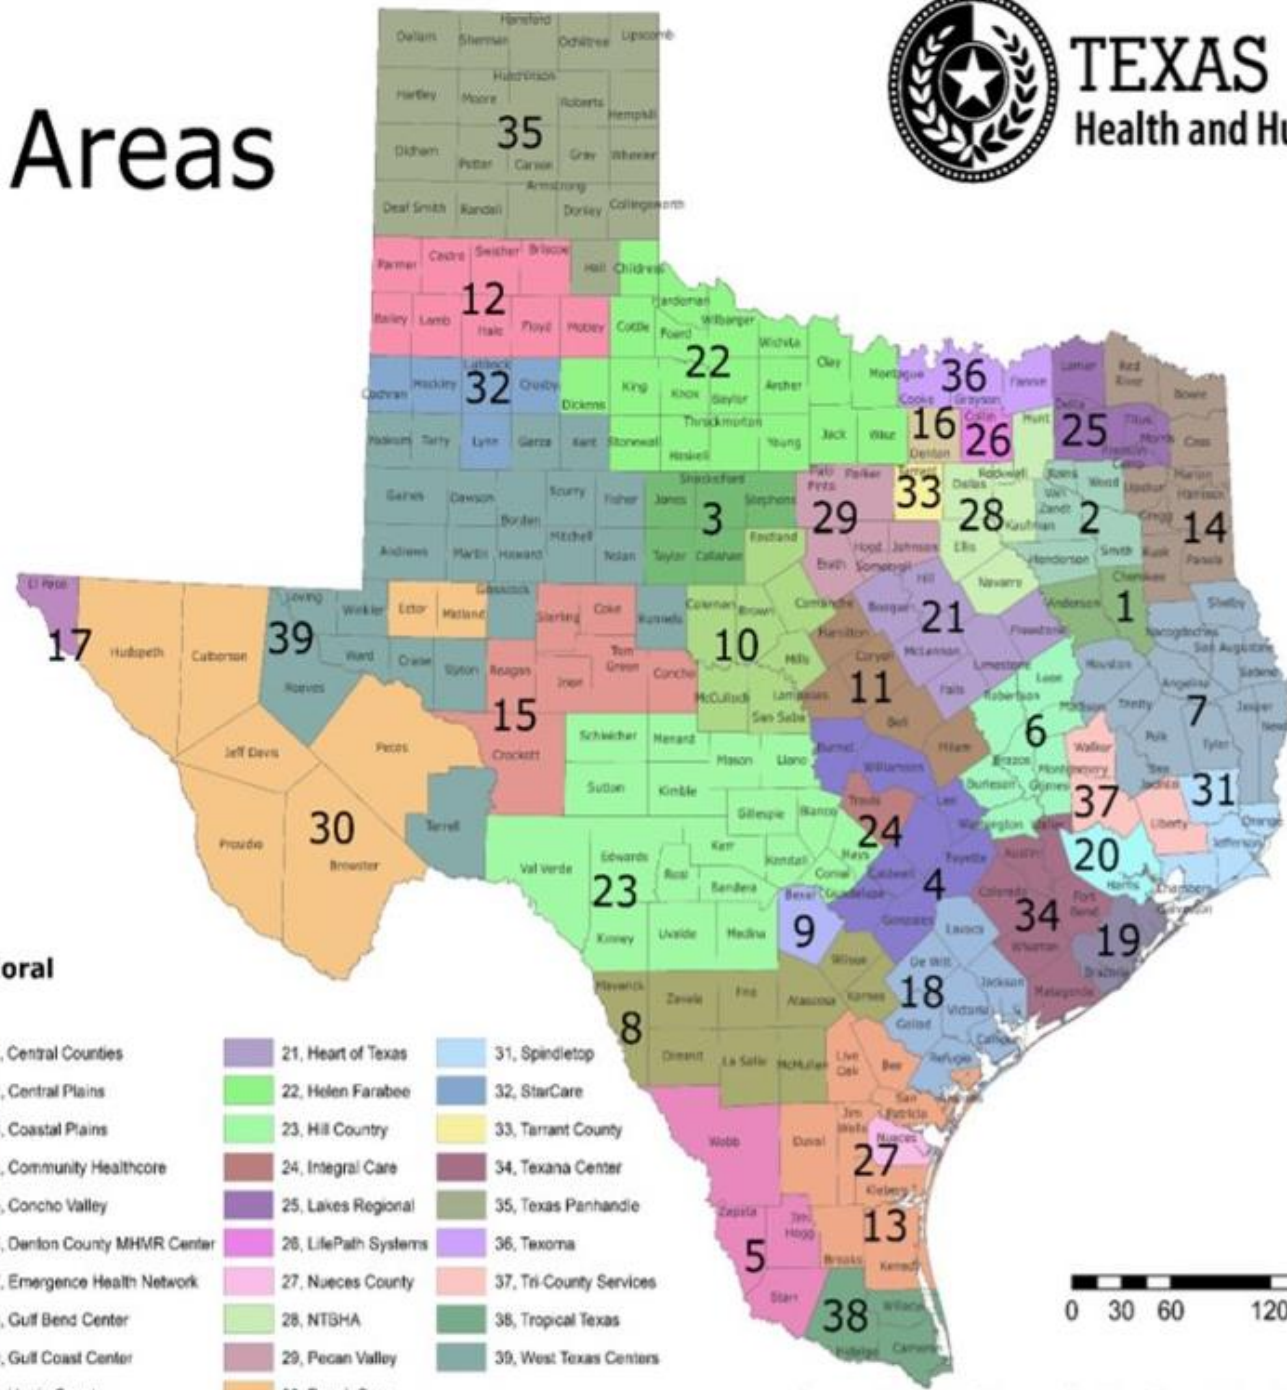 Areas
TEXAS
Health and Hu
Hansford
Dallam
Sherman
Ochiltree
Lipscomb
Hutchinson
Hartley
Moore
Roberts
Hemphill
35
Oldham
Potter
Carson
Gray
Wheeler
Armstrong
Deaf Smith
Randall
Donley
Collingsworth
Parmer
Castro
Swisher
Briscoe
Hall
Childress
12
Hardeman
Bailey
Lamb
Hale
Floyd
Motley
Cottle
Foard
Wilbarger
Wichita
22
Clay
Montague
36
Lubbock
Cochran
Hockley
32
Crosby
Dickens
King
Knox
Baylor
Archer
Cooke
Grayson
Fannin
Lamar
Red
River
Bowie
Throckmorton
16
Collin
26
Hunt
Delta
25
Titus
Morris
Cass
Yoakum
Terry
Lynn
Garza
Kent
Stonewall
Haskell
Young
Jack
Wise
Denton
Franklin
Camp
Shackelford
Palo
Pinto
Parker
Tarrant
33
Dallas
Rockwall
Rains
Wood
Upshur
Marion
Harrison
Gaines
Dawson
Borden
Scurry
Fisher
Jones
3
Stephens
29
28
Kaufman
Van
Zandt
2
Gregg
14
Andrews
Martin
Howard
Mitchell
Nolan
Taylor
Callahan
Eastland
Erath
Hood
Somervell
Johnson
Ellis
Henderson
Smith
Rusk
Panola
El Paso
17
Hudspeth
Culberson
39
Loving
Winkler
Ector
Midland
Glasscock
Sterling
Coke
Runnels
Coleman
Brown
Comanche
Hamilton
Bosque
Hill
Navarro
Anderson
Cherokee
1
Shelby
10
21
Freestone
Nacogdoches
San Augustine
Ward
Crane
Upton
Reagan
Irion
Tom
Green
Concho
McCulloch
Mills
Coryell
McLennan
Limestone
Leon
Houston
Angelina
Sabine
Reeves
11
Falls
Robertson
Madison
Trinity
7
Jasper
Lampasas
San Saba
Bell
6
Walker
Polk
Tyler
Jeff Davis
Pecos
15
Crockett
Schleicher
Menard
Mason
Llano
Burnet
Williamson
Milam
Brazos
Montgomery
Burleson
Grimes
37
San
Jacinto
31
Sutton
Kimble
Gillespie
Blanco
Travis
24
Lee
Washington
Waller
Liberty
Orange
Presidio
30
Brewster
Terrell
Val Verde
Edwards
Kerr
Kendall
Hays
Comal
Caldwell
Fayette
Austin
20
Harris
Jefferson
Chambers
Galveston
23
Real
Bandera
Bexar
Guadalupe
4
Colorado
Fort
Bend
34
19
Kinney
Uvalde
Medina
9
Gonzales
Lavaca
Wharton
Brazoria
Wilson
De Witt
Jackson
Matagorda
oral
Maverick
Zavala
Frio
Atascosa
Karnes
18
Victoria
Goliad
Calhoun
8
Dimmit
La Salle
McMullen
Live
Oak
Bee
Refugio
San
Patricio
Aransas
Webb
Duval
Jim
Wells
Nueces
27
Kleberg
Zapata
Jim
Hogg
13
5
Brooks
Kenedy
Starr
38
Willacy
Hidalgo
Cameron
, Central Counties
, Central Plains
, Coastal Plains
, Community Healthcore
, Concho Valley
, Denton County MHMR Center
, Emergence Health Network
, Gulf Bend Center
, Gulf Coast Center
21, Heart of Texas
22, Helen Farabee
23, Hill Country
24, Integral Care
25, Lakes Regional
26, LifePath Systems
27, Nueces County
28, NTBHA
29, Pecan Valley
31, Spindletop
32, StarCare
33, Tarrant County
34, Texana Center
35, Texas Panhandle
36, Texoma
37, Tri-County Services
38, Tropical Texas
39, West Texas Centers
0 30 60 120